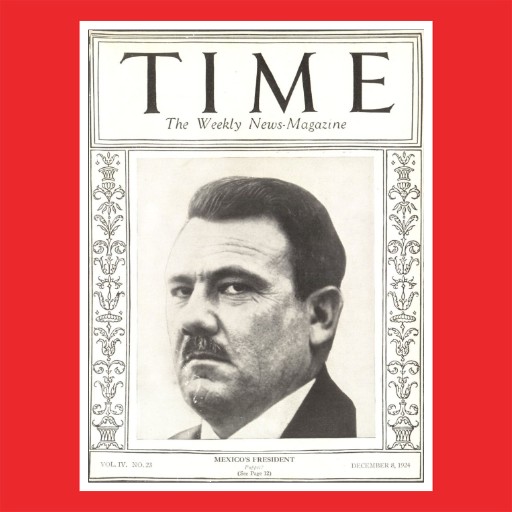 TIME
The Weekly News-Magazine
VOL. IV. NO. 23
MEXICO'S PRESIDENT
(See Page 12)
DECEMBER 8, 1924